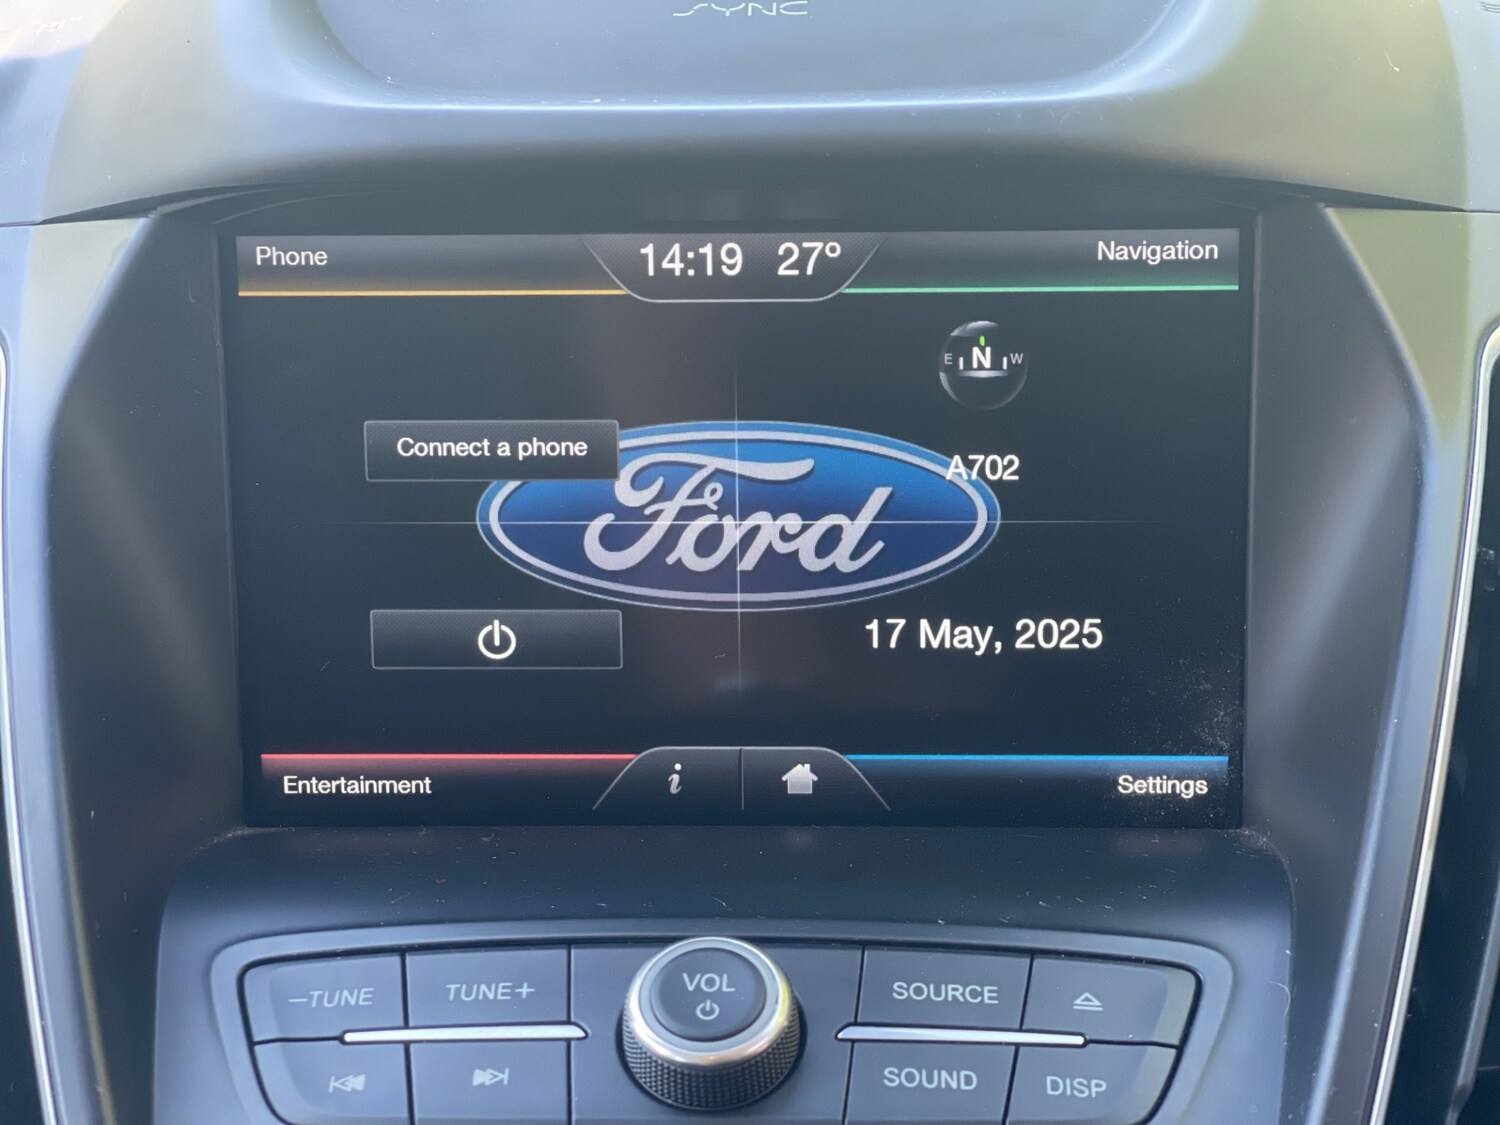 SYNC
Phone
14:19 27°
Navigation
E N W
Connect a phone
A702
Ford
17 May, 2025
Entertainment
i
Settings
–TUNE
TUNE+
VOL
SOURCE
SOUND
DISP